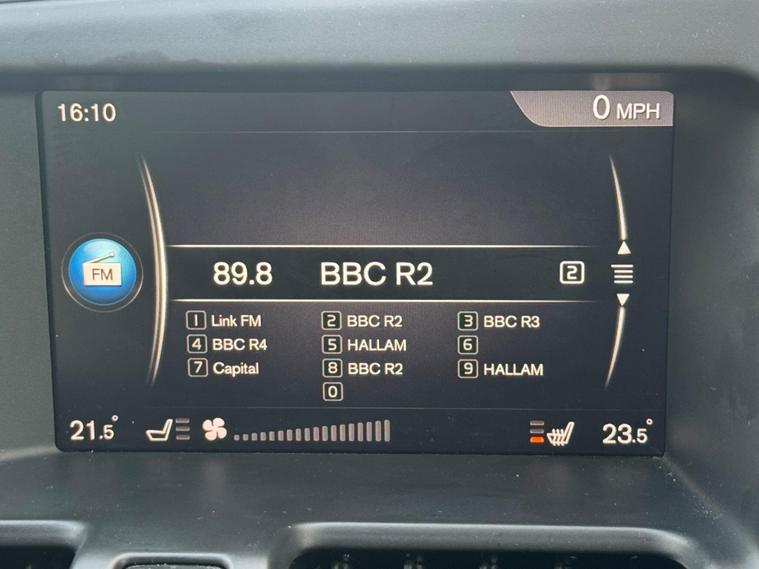 16:10 0 MPH
FM 89.8 BBC R2 2
1 Link FM 2 BBC R2 3 BBC R3
4 BBC R4 5 HALLAM 6
7 Capital 8 BBC R2 9 HALLAM
0
21.5° 23.5°